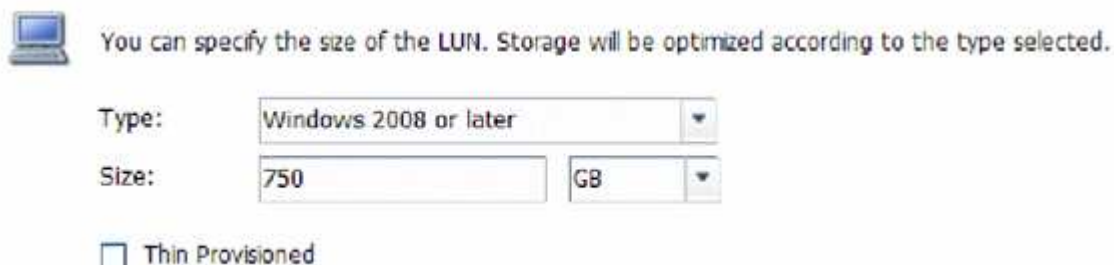 You can specify the size of the LUN. Storage will be optimized according to the type selected.
Type: Windows 2008 or later
Size: 750 GB
Thin Provisioned